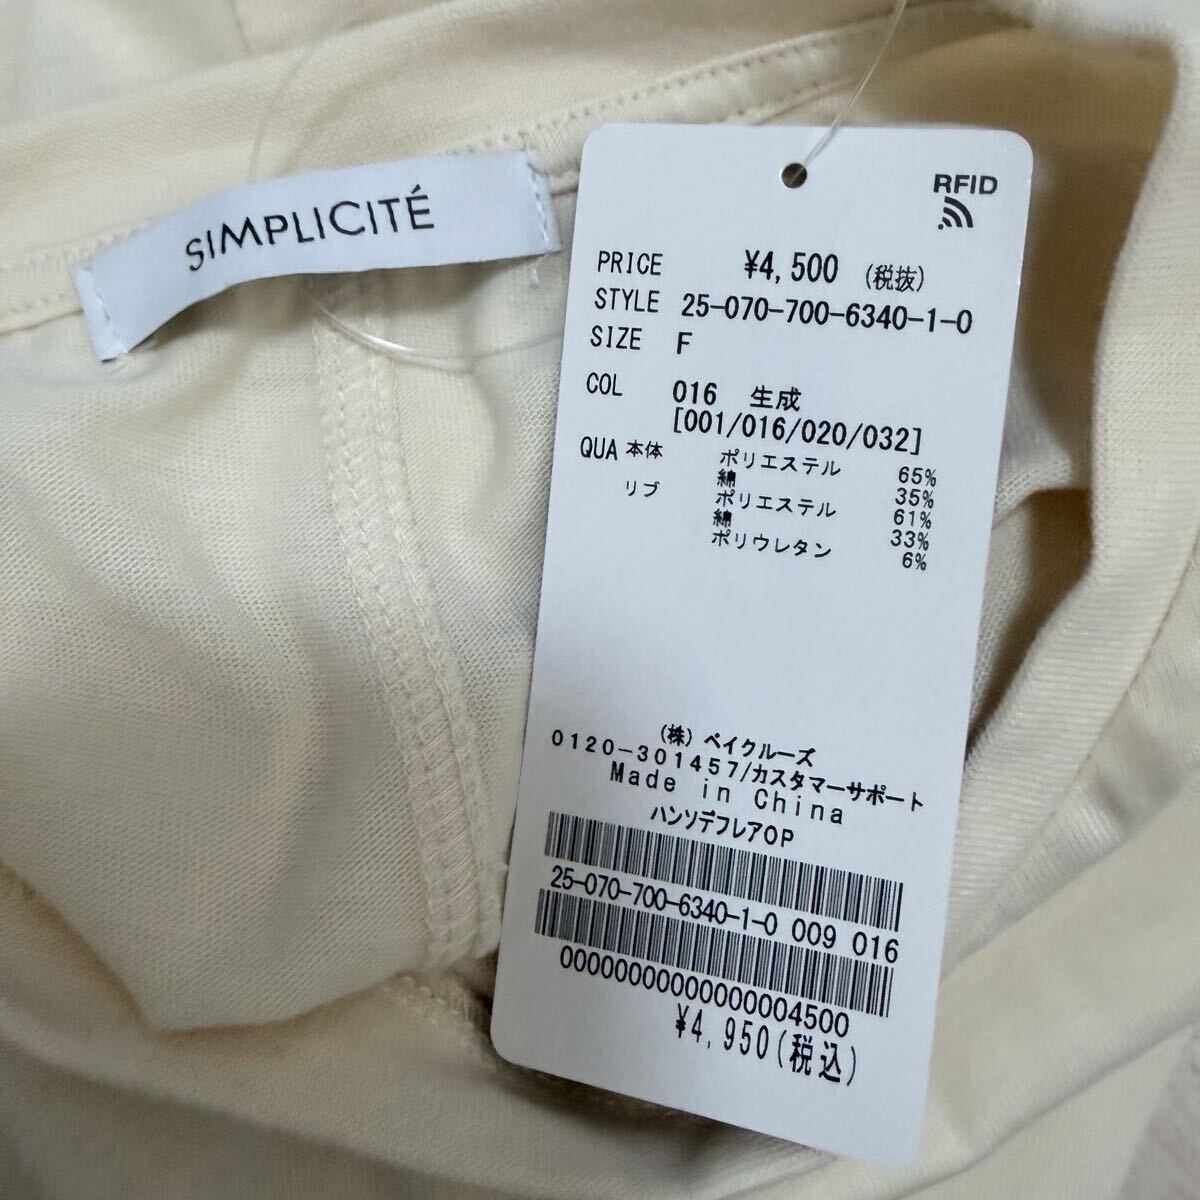 SIMPLICITÉ
RFID
PRICE ¥4,500 (税抜)
STYLE 25-070-700-6340-1-0
SIZE F
COL 016 生成
[001/016/020/032]
QUA 本体 ポリエステル 65%
綿 35%
リブ ポリエステル 61%
綿 33%
ポリウレタン 6%
(株) ベイクルーズ
0120-301457/カスタマーサポート
Made in China
ハンソデフレアOP
25-070-700-6340-1-0 009 016
00000000000000004500
¥4,950(税込)